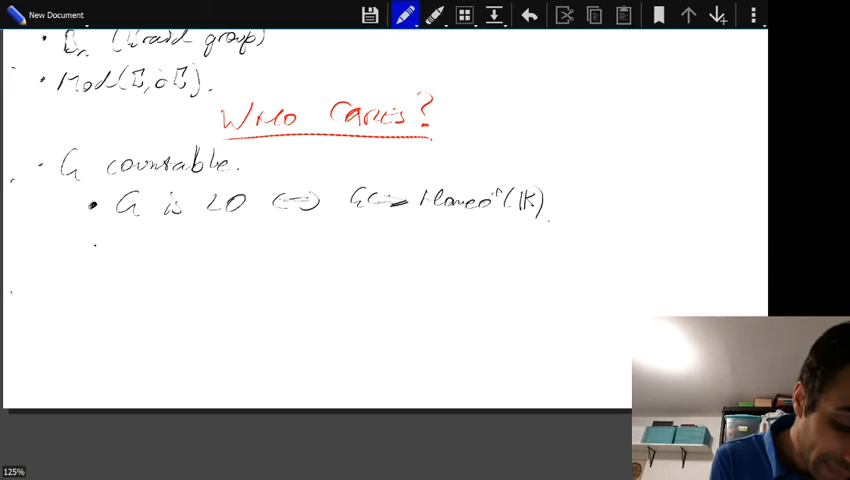 New Document
• Bn (Braid group)
• Mod(Σ,∂Σ).
WHO CARES?
• G countable.
• G is LO ⟺ G ↪ Homeo⁺(ℝ)
125%